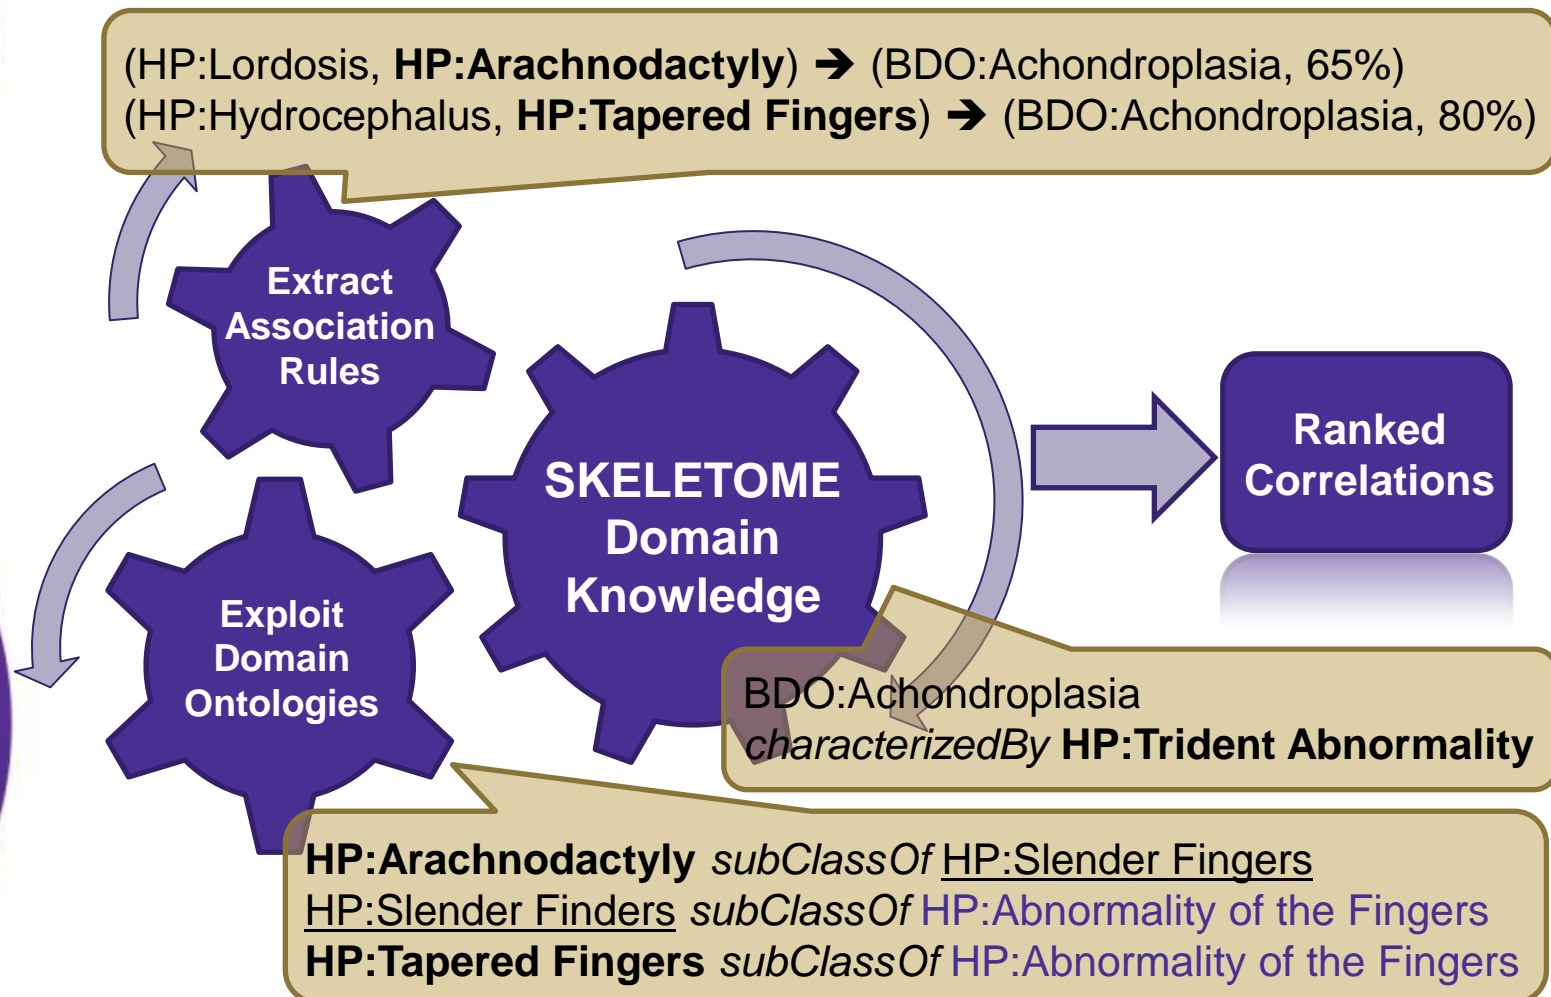 (HP:Lordosis, HP:Arachnodactyly) ➔ (BDO:Achondroplasia, 65%)
(HP:Hydrocephalus, HP:Tapered Fingers) ➔ (BDO:Achondroplasia, 80%)
Extract
Association
Rules
SKELETOME
Domain
Knowledge
Ranked
Correlations
Exploit
Domain
Ontologies
BDO:Achondroplasia
characterizedBy HP:Trident Abnormality
HP:Arachnodactyly subClassOf HP:Slender Fingers
HP:Slender Finders subClassOf HP:Abnormality of the Fingers
HP:Tapered Fingers subClassOf HP:Abnormality of the Fingers